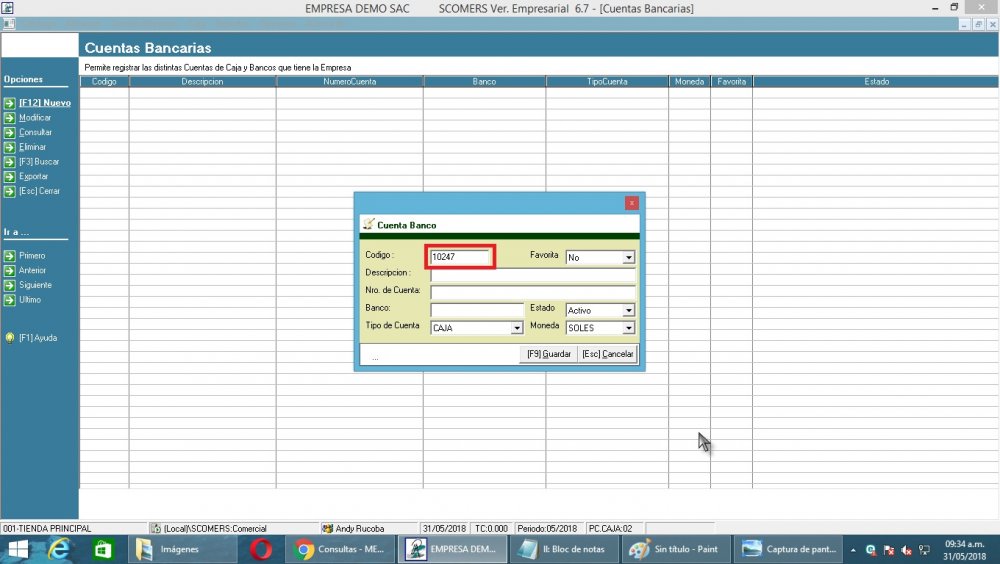 EMPRESA DEMO SAC SCOMERS Ver. Empresarial 6.7 - [Cuentas Bancarias]
Cuentas Bancarias
Permite registrar las distintas Cuentas de Caja y Bancos que tiene la Empresa
Codigo Descripcion NumeroCuenta Banco TipoCuenta Moneda Favorita Estado
Opciones
[F12] Nuevo
Modificar
Consultar
Eliminar
[F3] Buscar
Exportar
[Esc] Cerrar
Ir a ...
Primero
Anterior
Siguiente
Ultimo
[F1] Ayuda
x
Cuenta Banco
Codigo : 10247 Favorita No
Descripcion :
Nro. de Cuenta:
Banco: Estado Activo
Tipo de Cuenta CAJA Moneda SOLES
... [F9] Guardar [Esc] Cancelar
001-TIENDA PRINCIPAL (Local)\SCOMERS:Comercial Andy Rucoba 31/05/2018 TC:0.000 Periodo:05/2018 PC.CAJA:02
Imágenes Consultas - ME... EMPRESA DEM... II: Bloc de notas Sin título - Paint Captura de pant... 09:34 a.m.
31/05/2018